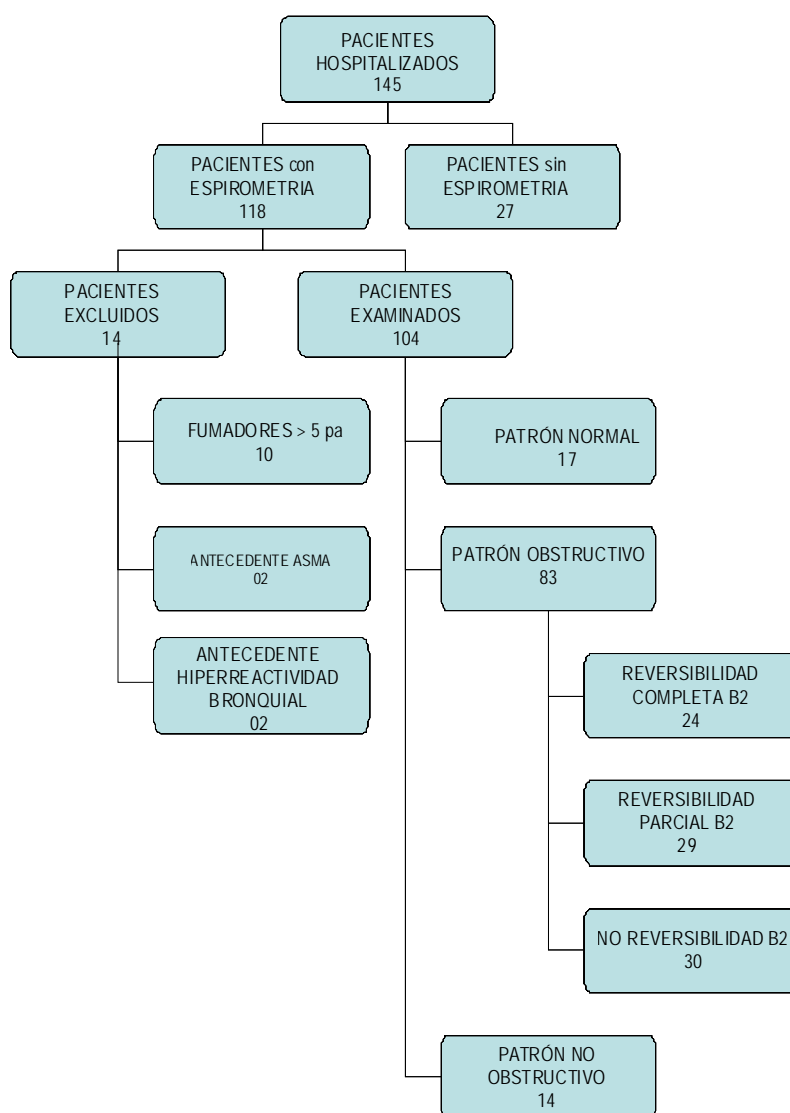 PACIENTES
HOSPITALIZADOS
145
PACIENTES con
ESPIROMETRIA
118
PACIENTES sin
ESPIROMETRIA
27
PACIENTES
EXCLUIDOS
14
PACIENTES
EXAMINADOS
104
FUMADORES > 5 pa
10
ANTECEDENTE ASMA
02
ANTECEDENTE
HIPERREACTIVIDAD
BRONQUIAL
02
PATRÓN NORMAL
17
PATRÓN OBSTRUCTIVO
83
REVERSIBILIDAD
COMPLETA B2
24
REVERSIBILIDAD
PARCIAL B2
29
NO REVERSIBILIDAD B2
30
PATRÓN NO
OBSTRUCTIVO
14